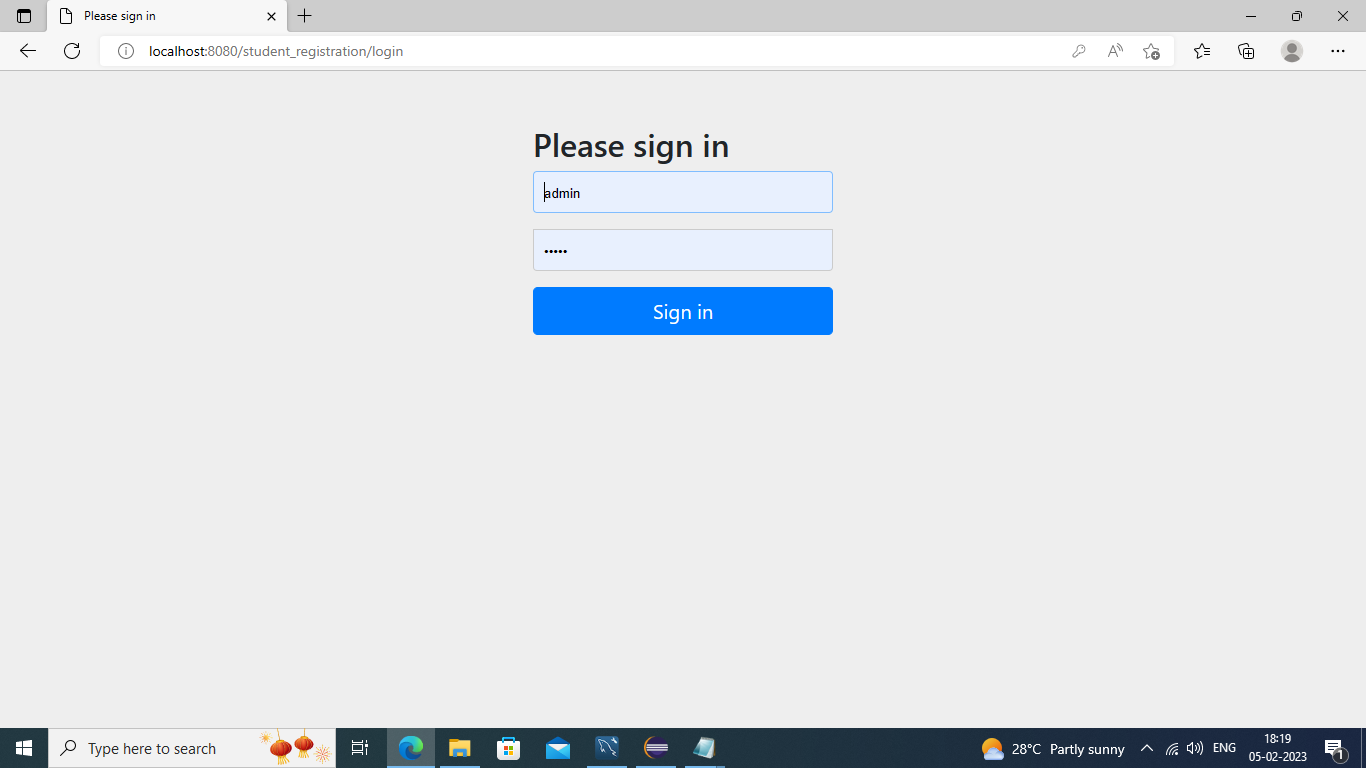 Please sign in
localhost:8080/student_registration/login
Please sign in
admin
•••••
Sign in
Type here to search
28°C Partly sunny
ENG
18:19
05-02-2023
1